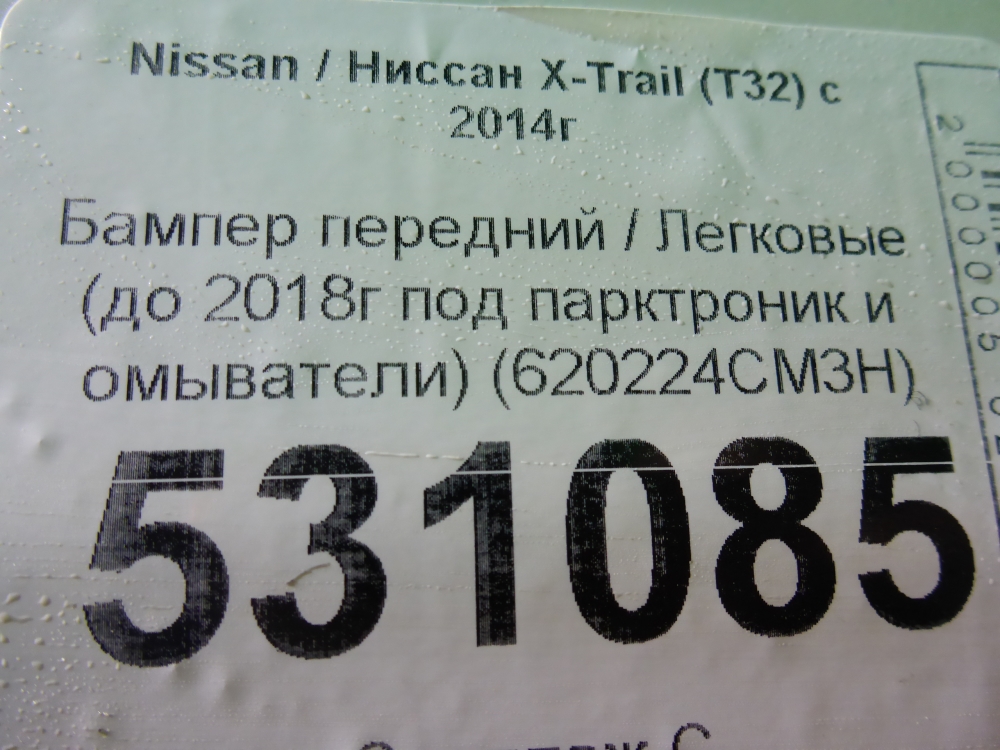 Nissan / Ниссан X-Trail (T32) с
2014г
Бампер передний / Легковые
(до 2018г под парктроник и
омыватели) (620224CM3H)
531085